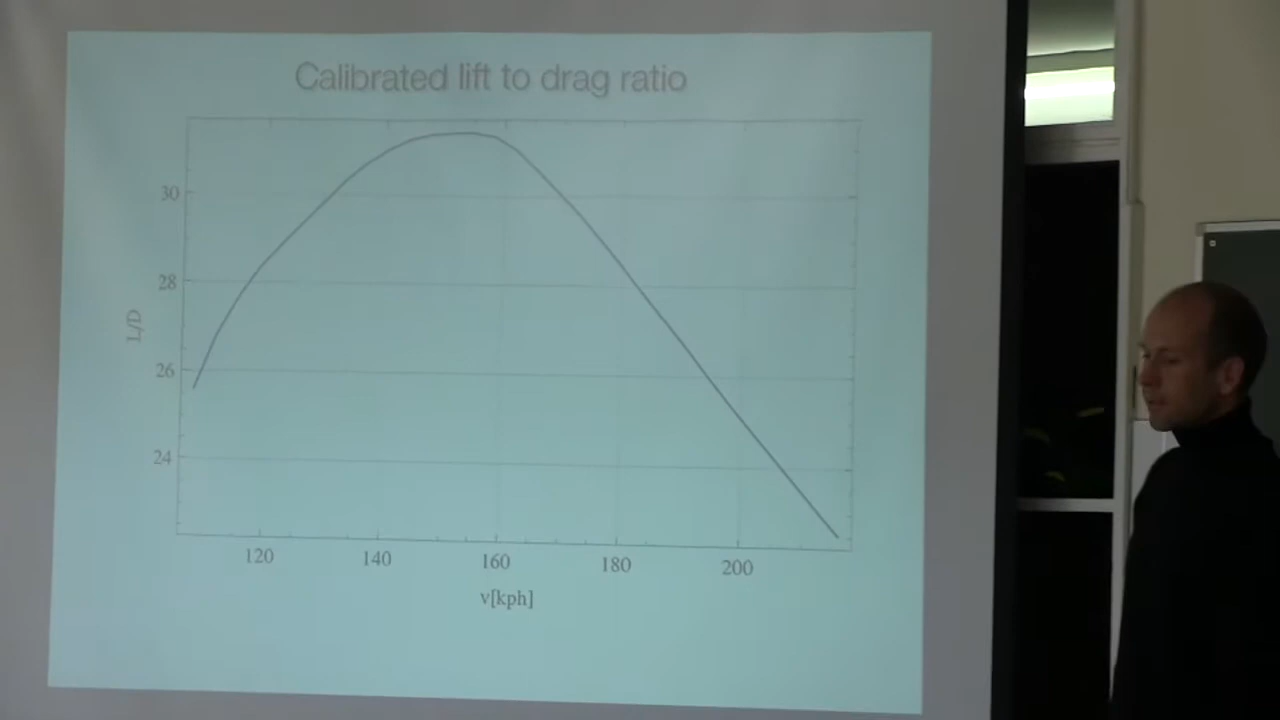 Calibrated lift to drag ratio
30
28
L/D
26
24
120 140 160 180 200
v[kph]